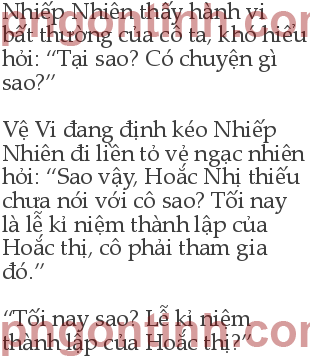 Nhiếp Nhiên thấy hành vi
bất thường của cô ta, khó hiểu
hỏi: “Tại sao? Có chuyện gì
sao?”
Vệ Vi đang định kéo Nhiếp
Nhiên đi liền tỏ vẻ ngạc nhiên
hỏi: “Sao vậy, Hoắc Nhị thiếu
chưa nói với cô sao? Tối nay
là lễ kỉ niệm thành lập của
Hoắc thị, cô phải tham gia
đó.”
“Tối nay sao? Lễ kỉ niệm
thành lập của Hoắc thị?”
pngontinh.com
pngontinh.com